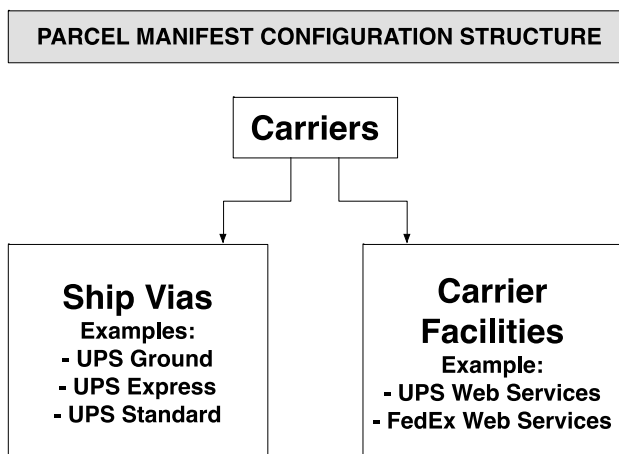 PARCEL MANIFEST CONFIGURATION STRUCTURE
Carriers
Ship Vias
Examples:
- UPS Ground
- UPS Express
- UPS Standard
Carrier
Facilities
Example:
- UPS Web Services
- FedEx Web Services